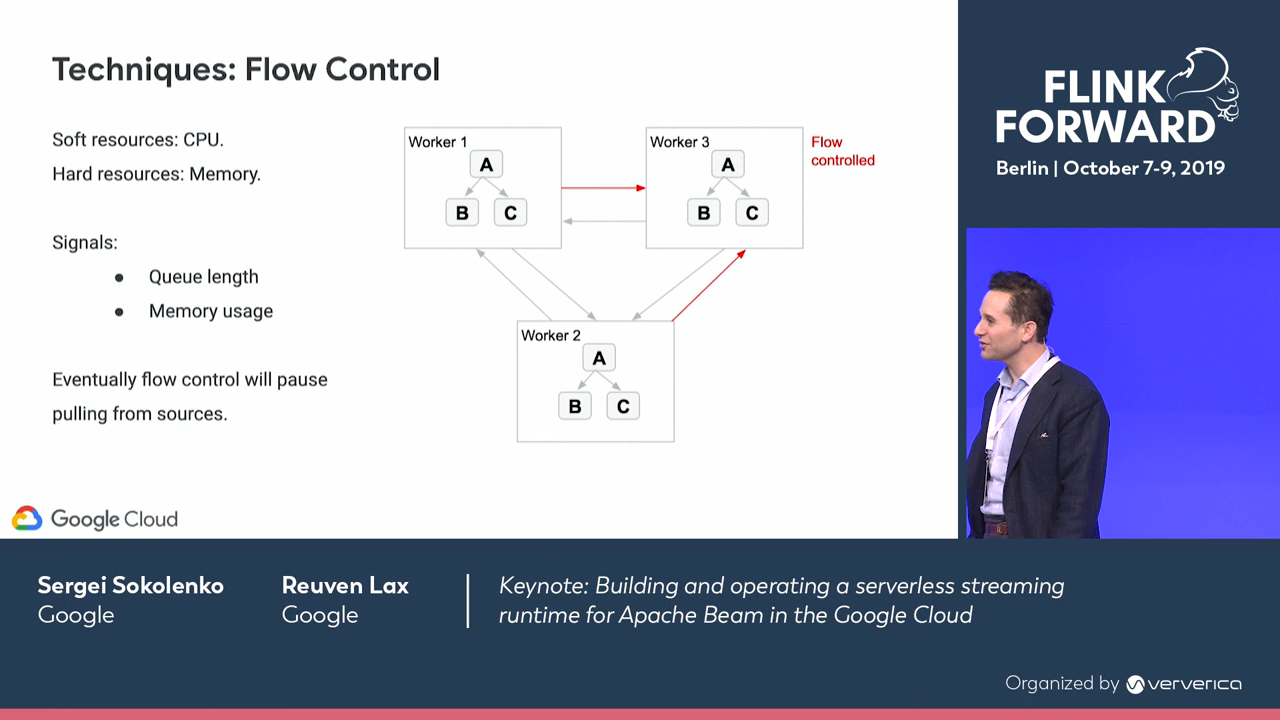 Techniques: Flow Control
Soft resources: CPU.
Hard resources: Memory.
Signals:
● Queue length
● Memory usage
Eventually flow control will pause
pulling from sources.
Worker 1
A
B C
Worker 3
A
B C
Flow
controlled
Worker 2
A
B C
Google Cloud
FLINK
FORWARD
Berlin | October 7-9, 2019
Sergei Sokolenko
Google
Reuven Lax
Google
Keynote: Building and operating a serverless streaming
runtime for Apache Beam in the Google Cloud
Organized by ververica